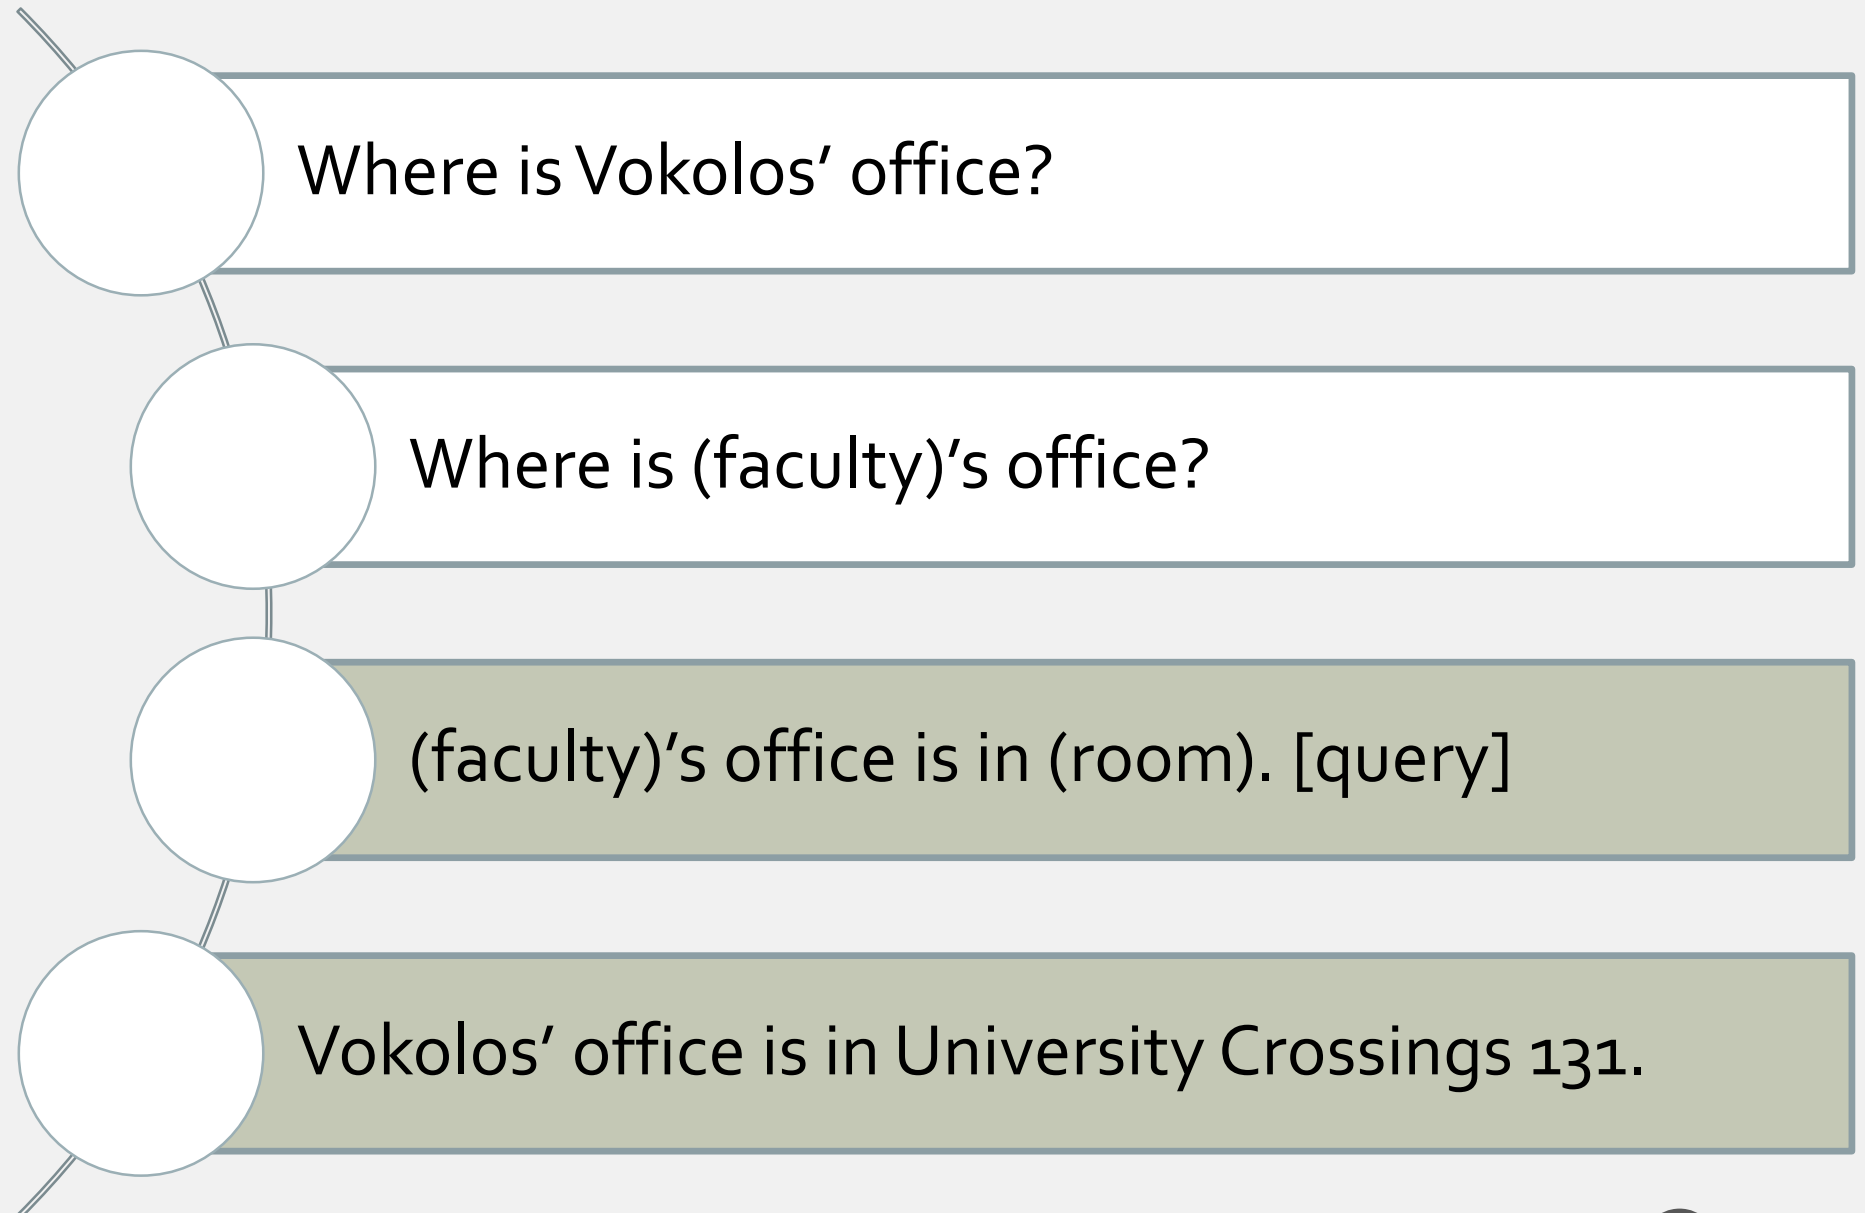 Where is Vokolos’ office?
Where is (faculty)’s office?
(faculty)’s office is in (room). [query]
Vokolos’ office is in University Crossings 131.